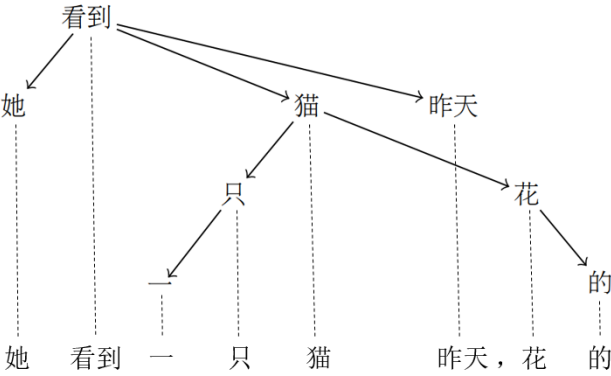 看到
她 猫 昨天
只 花
一 的
她 看到 一 只 猫 昨天，花 的